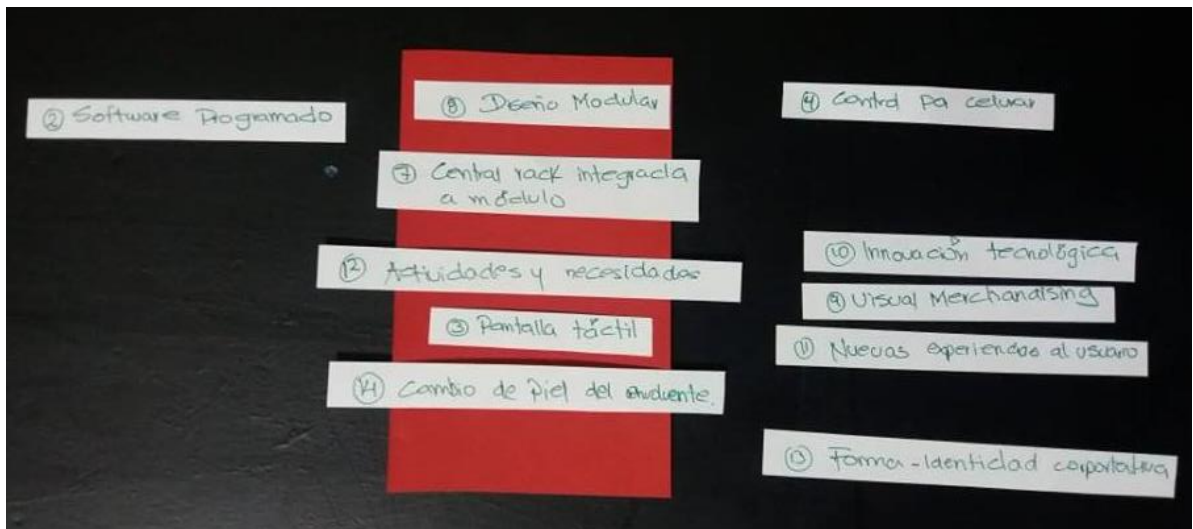 ② Software Programado
⑧ Diseño Modular
④ Control pa celular
⑦ Central rack integrada
a módulo
⑫ Actividades y necesidades
③ Pantalla táctil
⑭ Cambio de Piel del
⑩ Innovación tecnológica
⑨ Visual Merchandising
⑪ Nuevas experiencias al usuario
⑬ Forma-Identidad corporativa